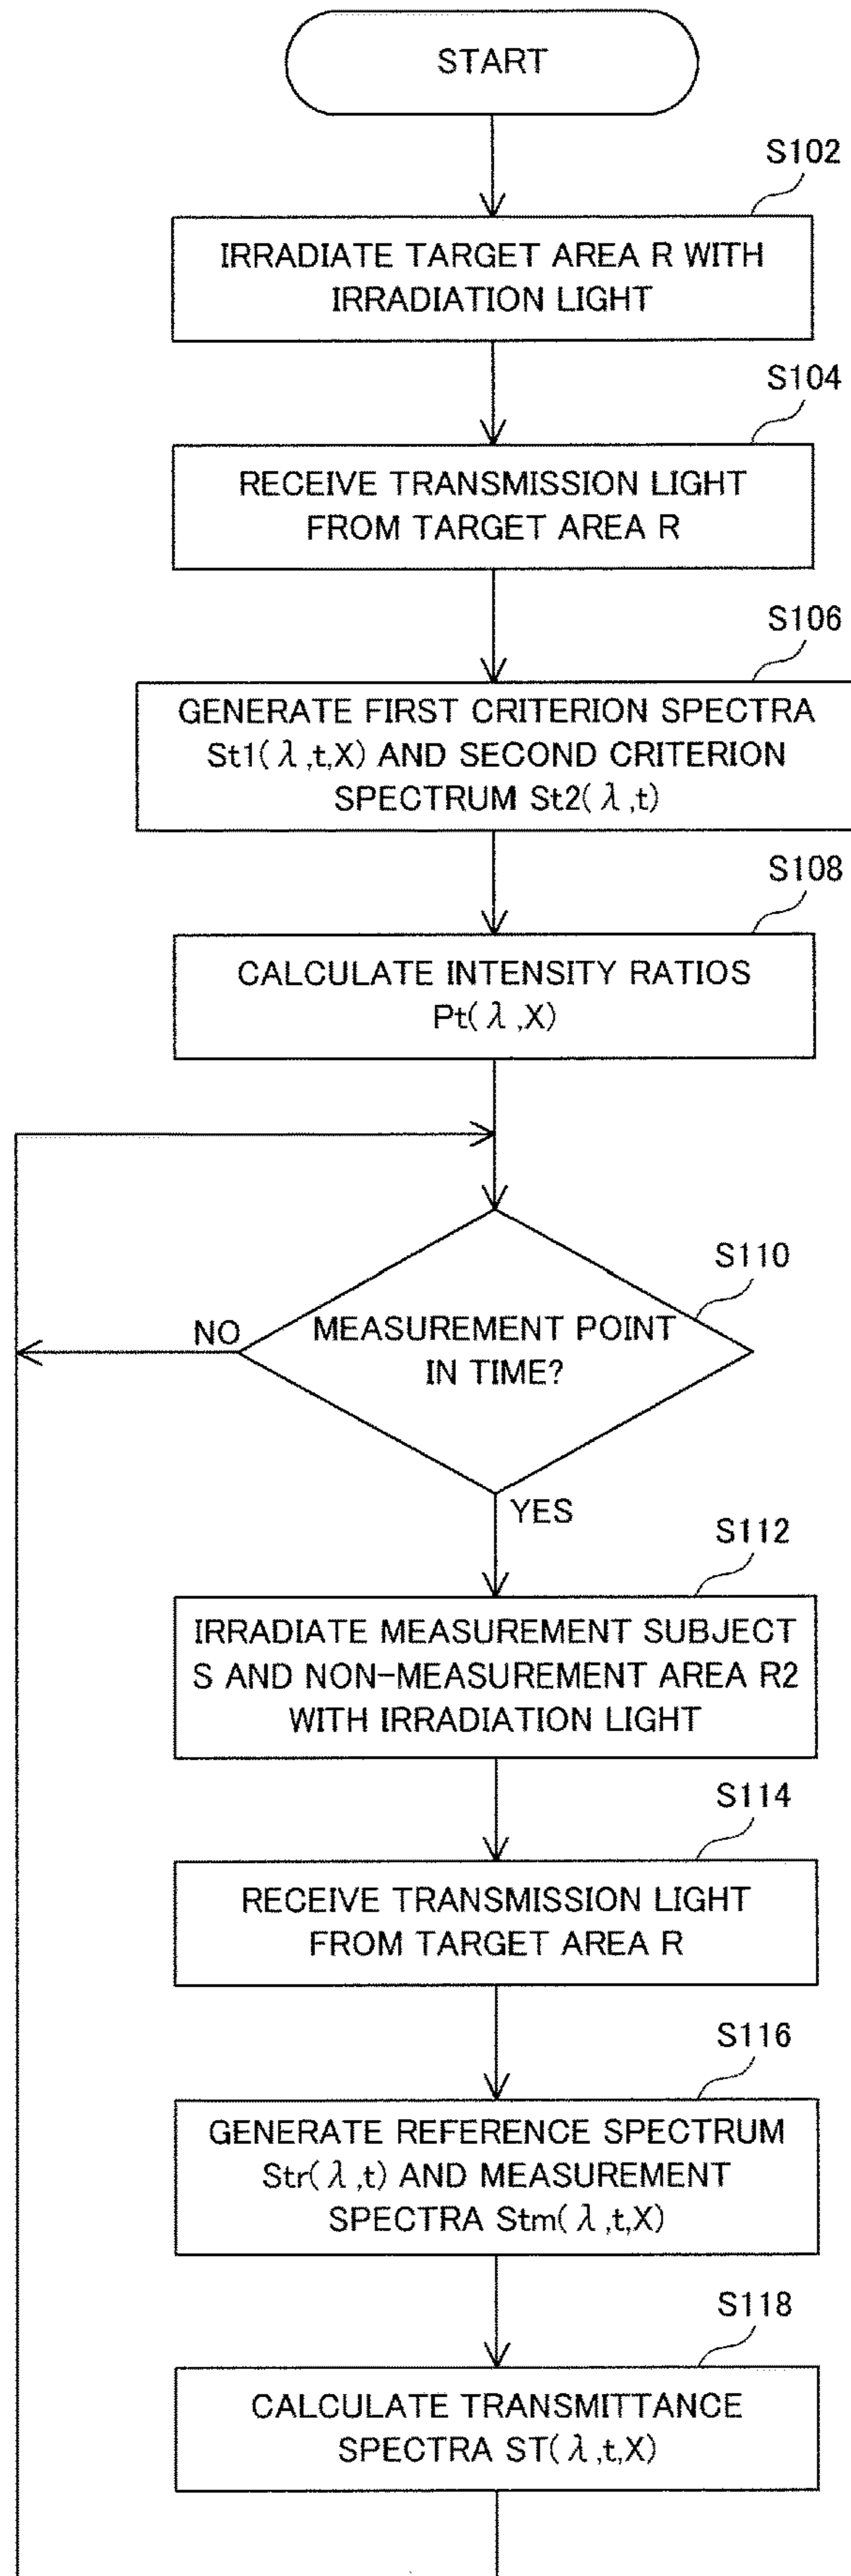 START
S102
IRRADIATE TARGET AREA R WITH
IRRADIATION LIGHT
S104
RECEIVE TRANSMISSION LIGHT
FROM TARGET AREA R
S106
GENERATE FIRST CRITERION SPECTRA
St1(λ,t,X) AND SECOND CRITERION
SPECTRUM St2(λ,t)
S108
CALCULATE INTENSITY RATIOS
Pt(λ,X)
S110
NO
MEASUREMENT POINT
IN TIME?
YES
S112
IRRADIATE MEASUREMENT SUBJECT
S AND NON-MEASUREMENT AREA R2
WITH IRRADIATION LIGHT
S114
RECEIVE TRANSMISSION LIGHT
FROM TARGET AREA R
S116
GENERATE REFERENCE SPECTRUM
Str(λ,t) AND MEASUREMENT
SPECTRA Stm(λ,t,X)
S118
CALCULATE TRANSMITTANCE
SPECTRA ST(λ,t,X)